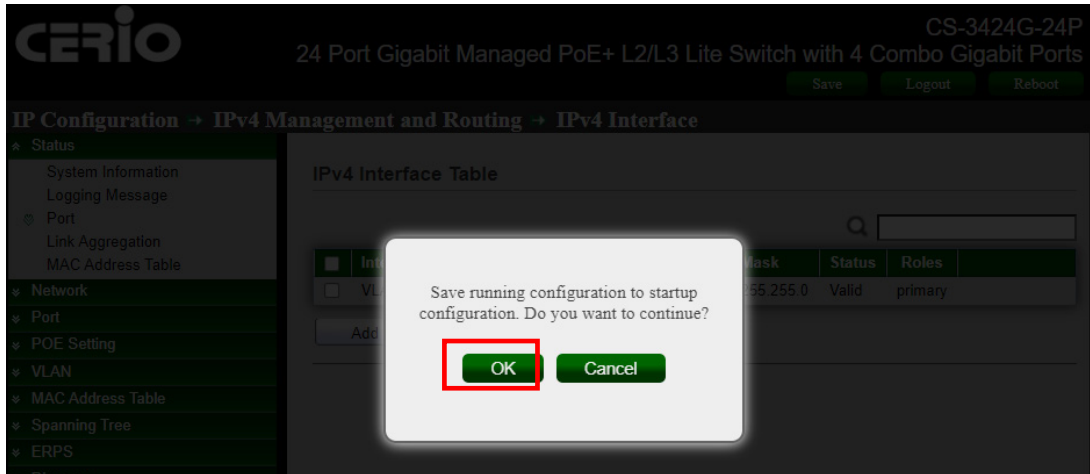 CERIO
CS-3424G-24P
24 Port Gigabit Managed PoE+ L2/L3 Lite Switch with 4 Combo Gigabit Ports
Save Logout Reboot
IP Configuration → IPv4 Management and Routing → IPv4 Interface
Status
System Information
Logging Message
Port
Link Aggregation
MAC Address Table
Network
Port
POE Setting
VLAN
MAC Address Table
Spanning Tree
ERPS
IPv4 Interface Table
Mask Status Roles
255.255.0 Valid primary
Add
Save running configuration to startup
configuration. Do you want to continue?
OK Cancel